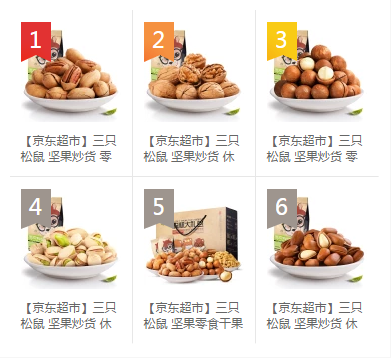 1
2
3
【京东超市】三只
松鼠 坚果炒货 零
【京东超市】三只
松鼠 坚果炒货 休
【京东超市】三只
松鼠 坚果炒货 零
4
5
6
【京东超市】三只
松鼠 坚果炒货 休
【京东超市】三只
松鼠 坚果零食干果
【京东超市】三只
松鼠 坚果炒货 休